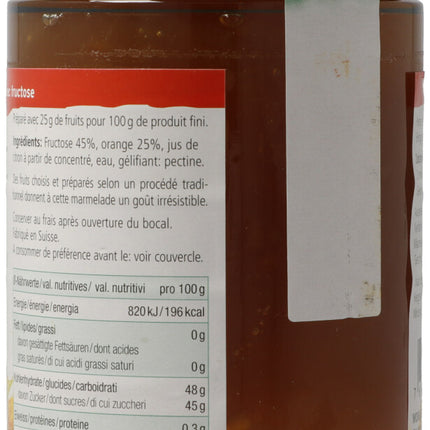 fructose
Préparé avec 25 g de fruits pour 100 g de produit fini.
Ingrédients: Fructose 45%, orange 25%, jus de
citron à partir de concentré, eau, gélifiant: pectine.
Des fruits choisis et préparés selon un procédé tradi-
tionnel donnent à cette marmelade un goût irrésistible.
Conserver au frais après ouverture du bocal.
Fabriqué en Suisse.
A consommer de préférence avant le: voir couvercle.
Ø-Nährwerte/val. nutritives/ val. nutritivi pro 100 g
Energie/énergie/energia 820 kJ/196 kcal
Fett/lipides/grassi 0 g
davon gesättigte Fettsäuren/dont acides
gras saturés/di cui acidi grassi saturi 0 g
Kohlenhydrate/glucides/carboidrati 48 g
davon Zucker/dont sucres/di cui zuccheri 45 g
Eiweiss/protéines/proteine 0.3 g